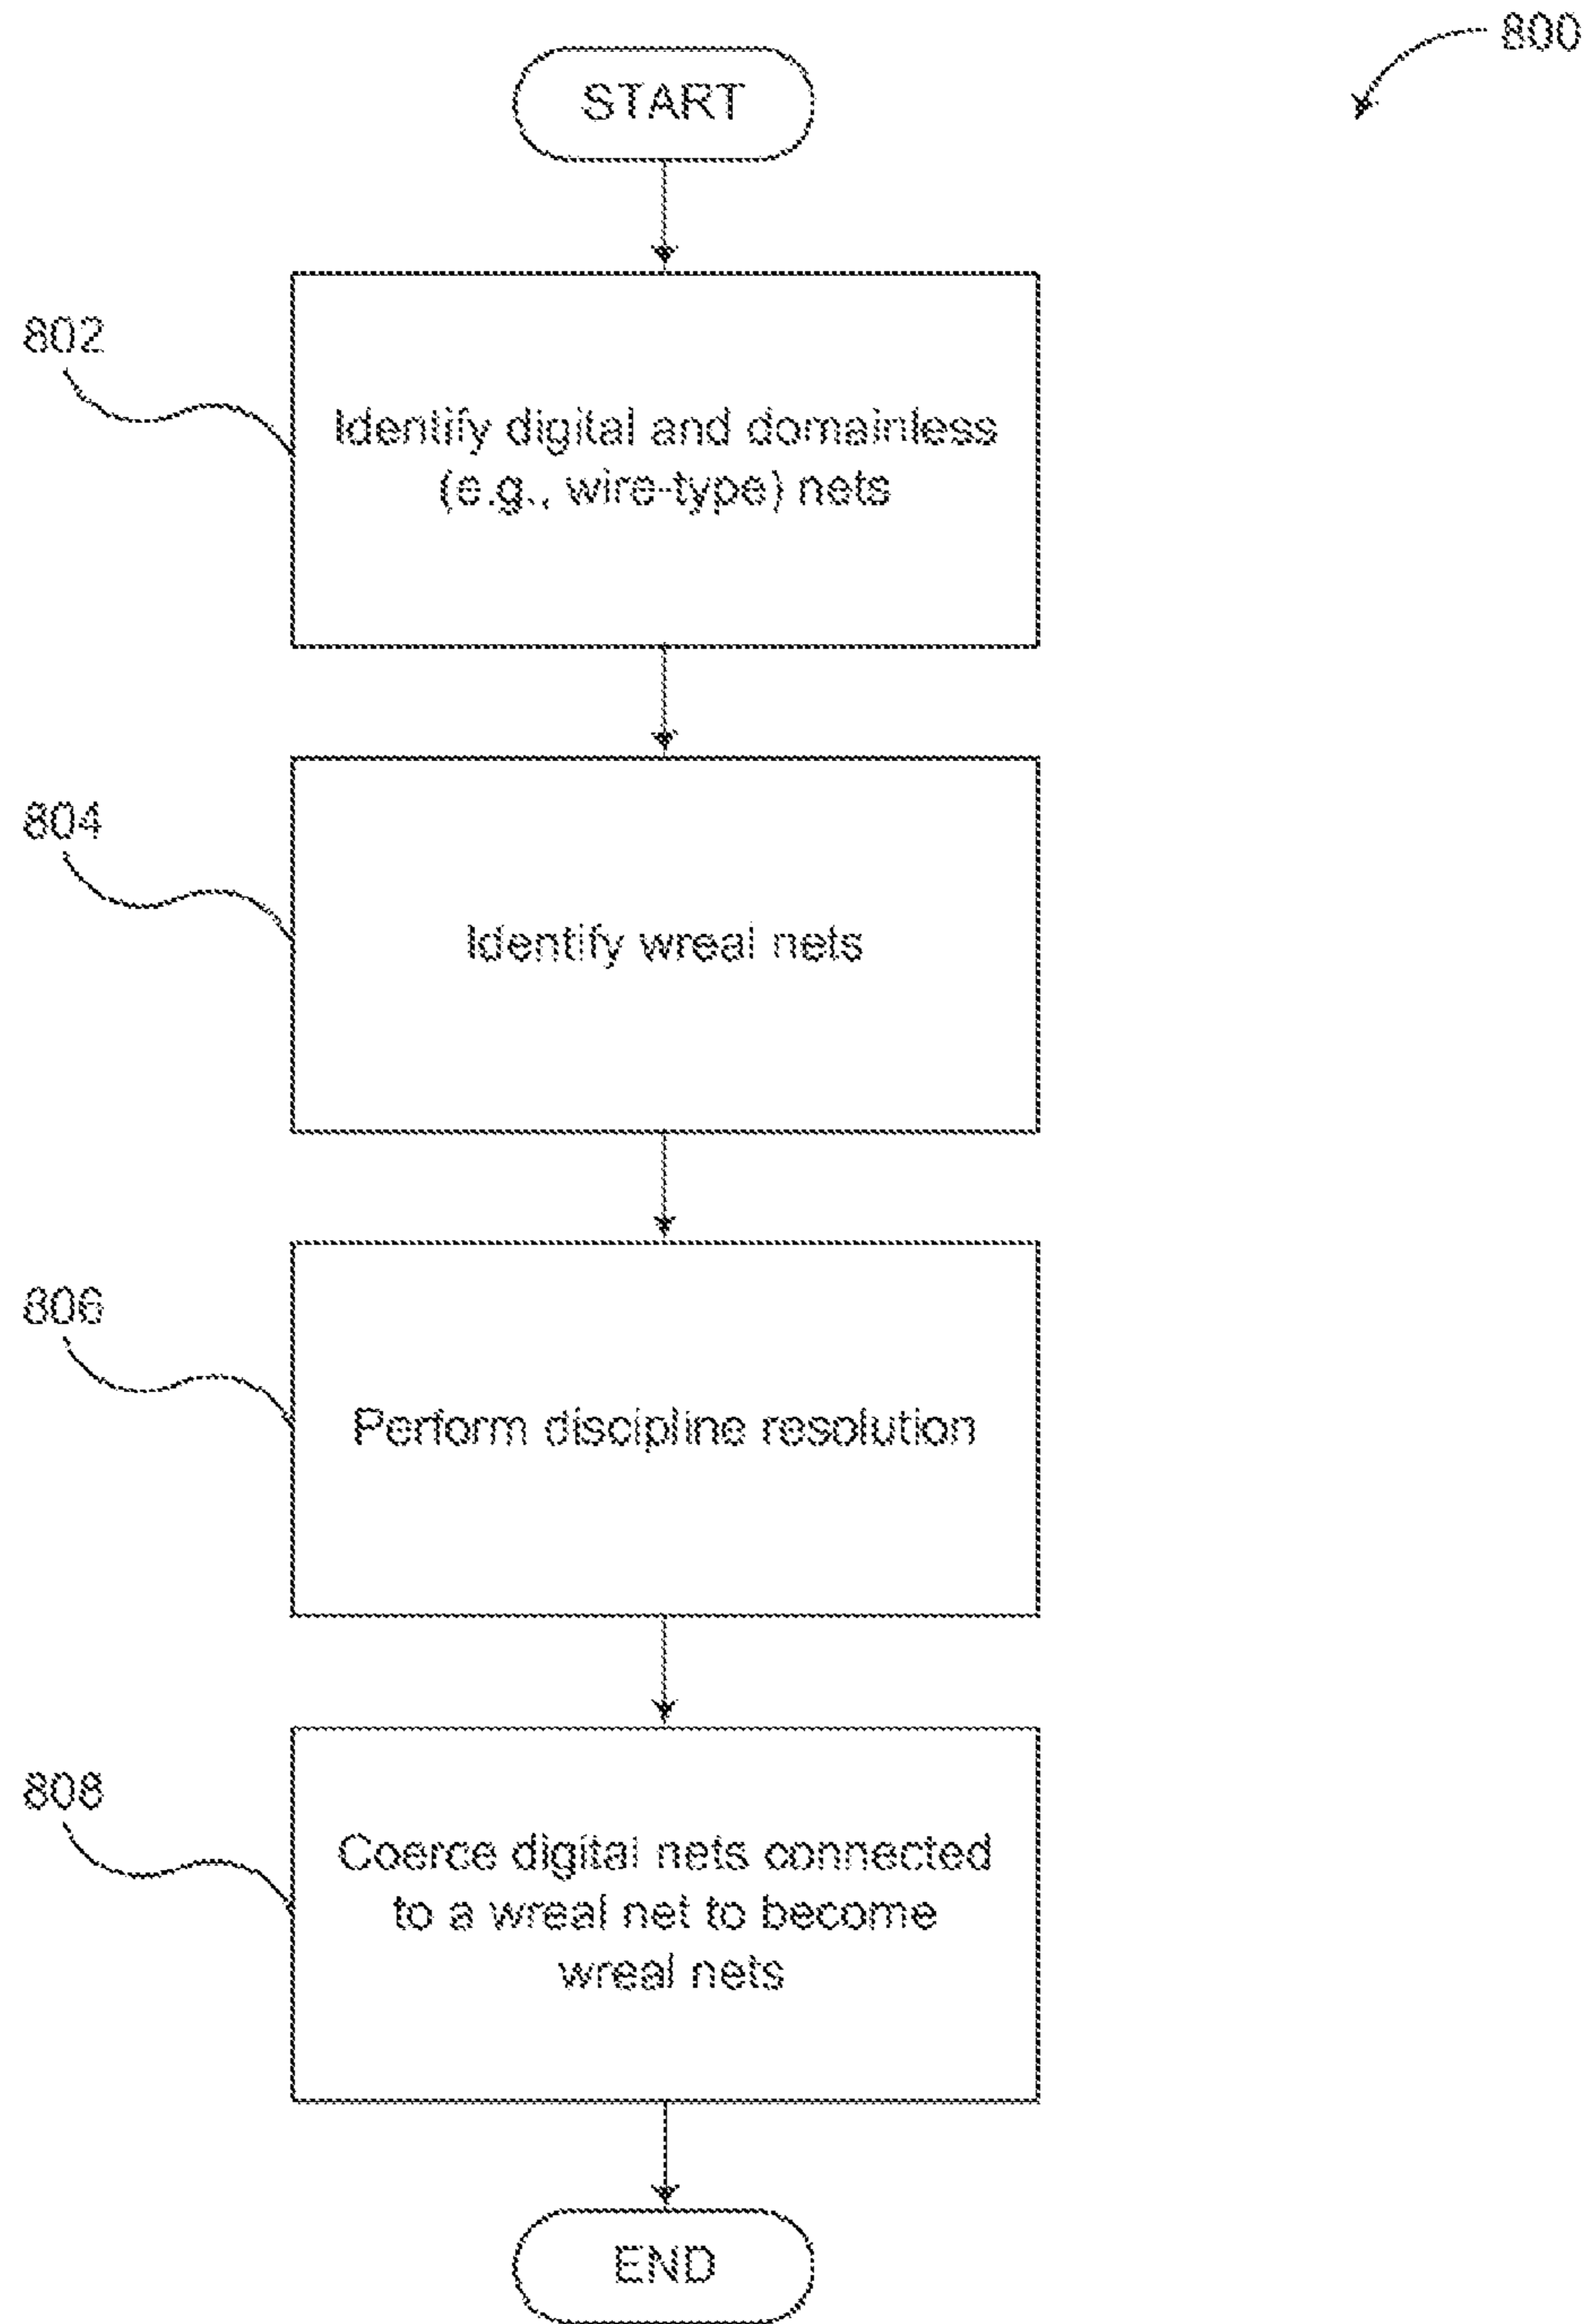 800
START
802
Identify digital and domainless
(e.g., wire-type) nets
804
Identify wreal nets
806
Perform discipline resolution
808
Coerce digital nets connected
to a wreal net to become
wreal nets
END